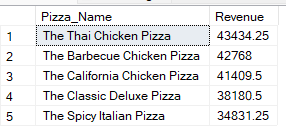 Pizza_Name Revenue
1 The Thai Chicken Pizza 43434.25
2 The Barbecue Chicken Pizza 42768
3 The California Chicken Pizza 41409.5
4 The Classic Deluxe Pizza 38180.5
5 The Spicy Italian Pizza 34831.25